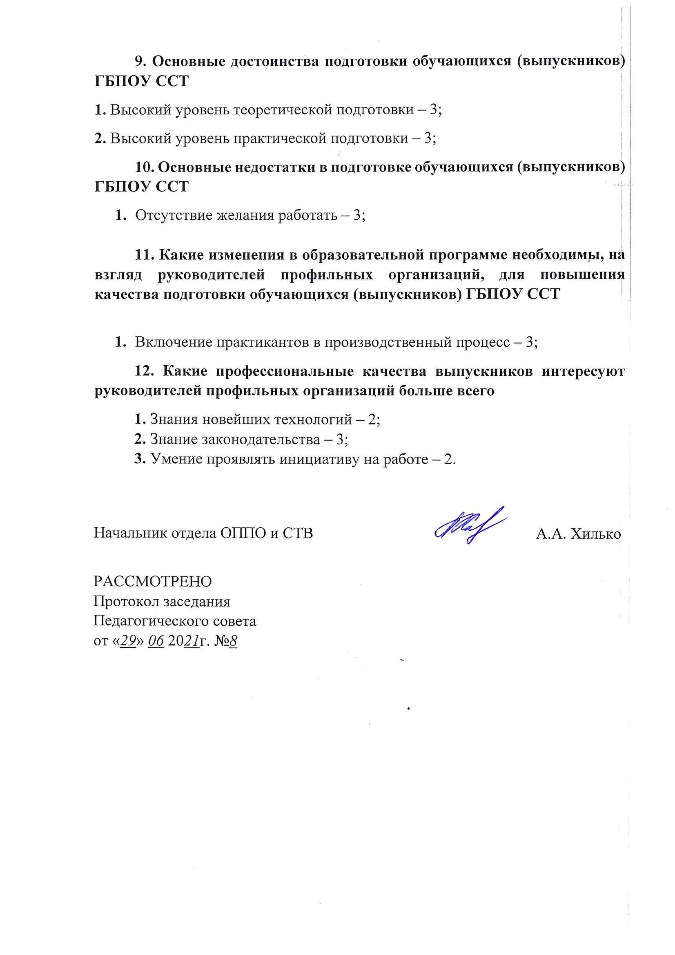 9. Основные достоинства подготовки обучающихся (выпускников)
ГБПОУ ССТ
1. Высокий уровень теоретической подготовки – 3;
2. Высокий уровень практической подготовки – 3;
10. Основные недостатки в подготовке обучающихся (выпускников)
ГБПОУ ССТ
1. Отсутствие желания работать – 3;
11. Какие изменения в образовательной программе необходимы, на
взгляд руководителей профильных организаций, для повышения
качества подготовки обучающихся (выпускников) ГБПОУ ССТ
1. Включение практикантов в производственный процесс – 3;
12. Какие профессиональные качества выпускников интересуют
руководителей профильных организаций больше всего
1. Знания новейших технологий – 2;
2. Знание законодательства – 3;
3. Умение проявлять инициативу на работе – 2.
Начальник отдела ОППО и СТВ А.А. Хилько
РАССМОТРЕНО
Протокол заседания
Педагогического совета
от «29» 06 2021г. №8